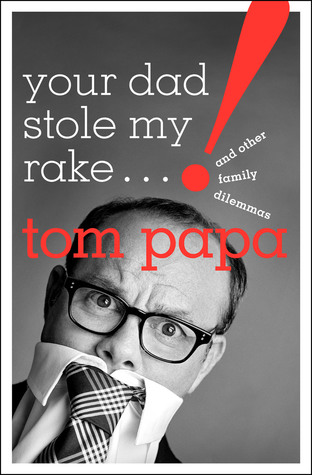 your dad
stole my
rake...!
and other
family
dilemmas
tom papa